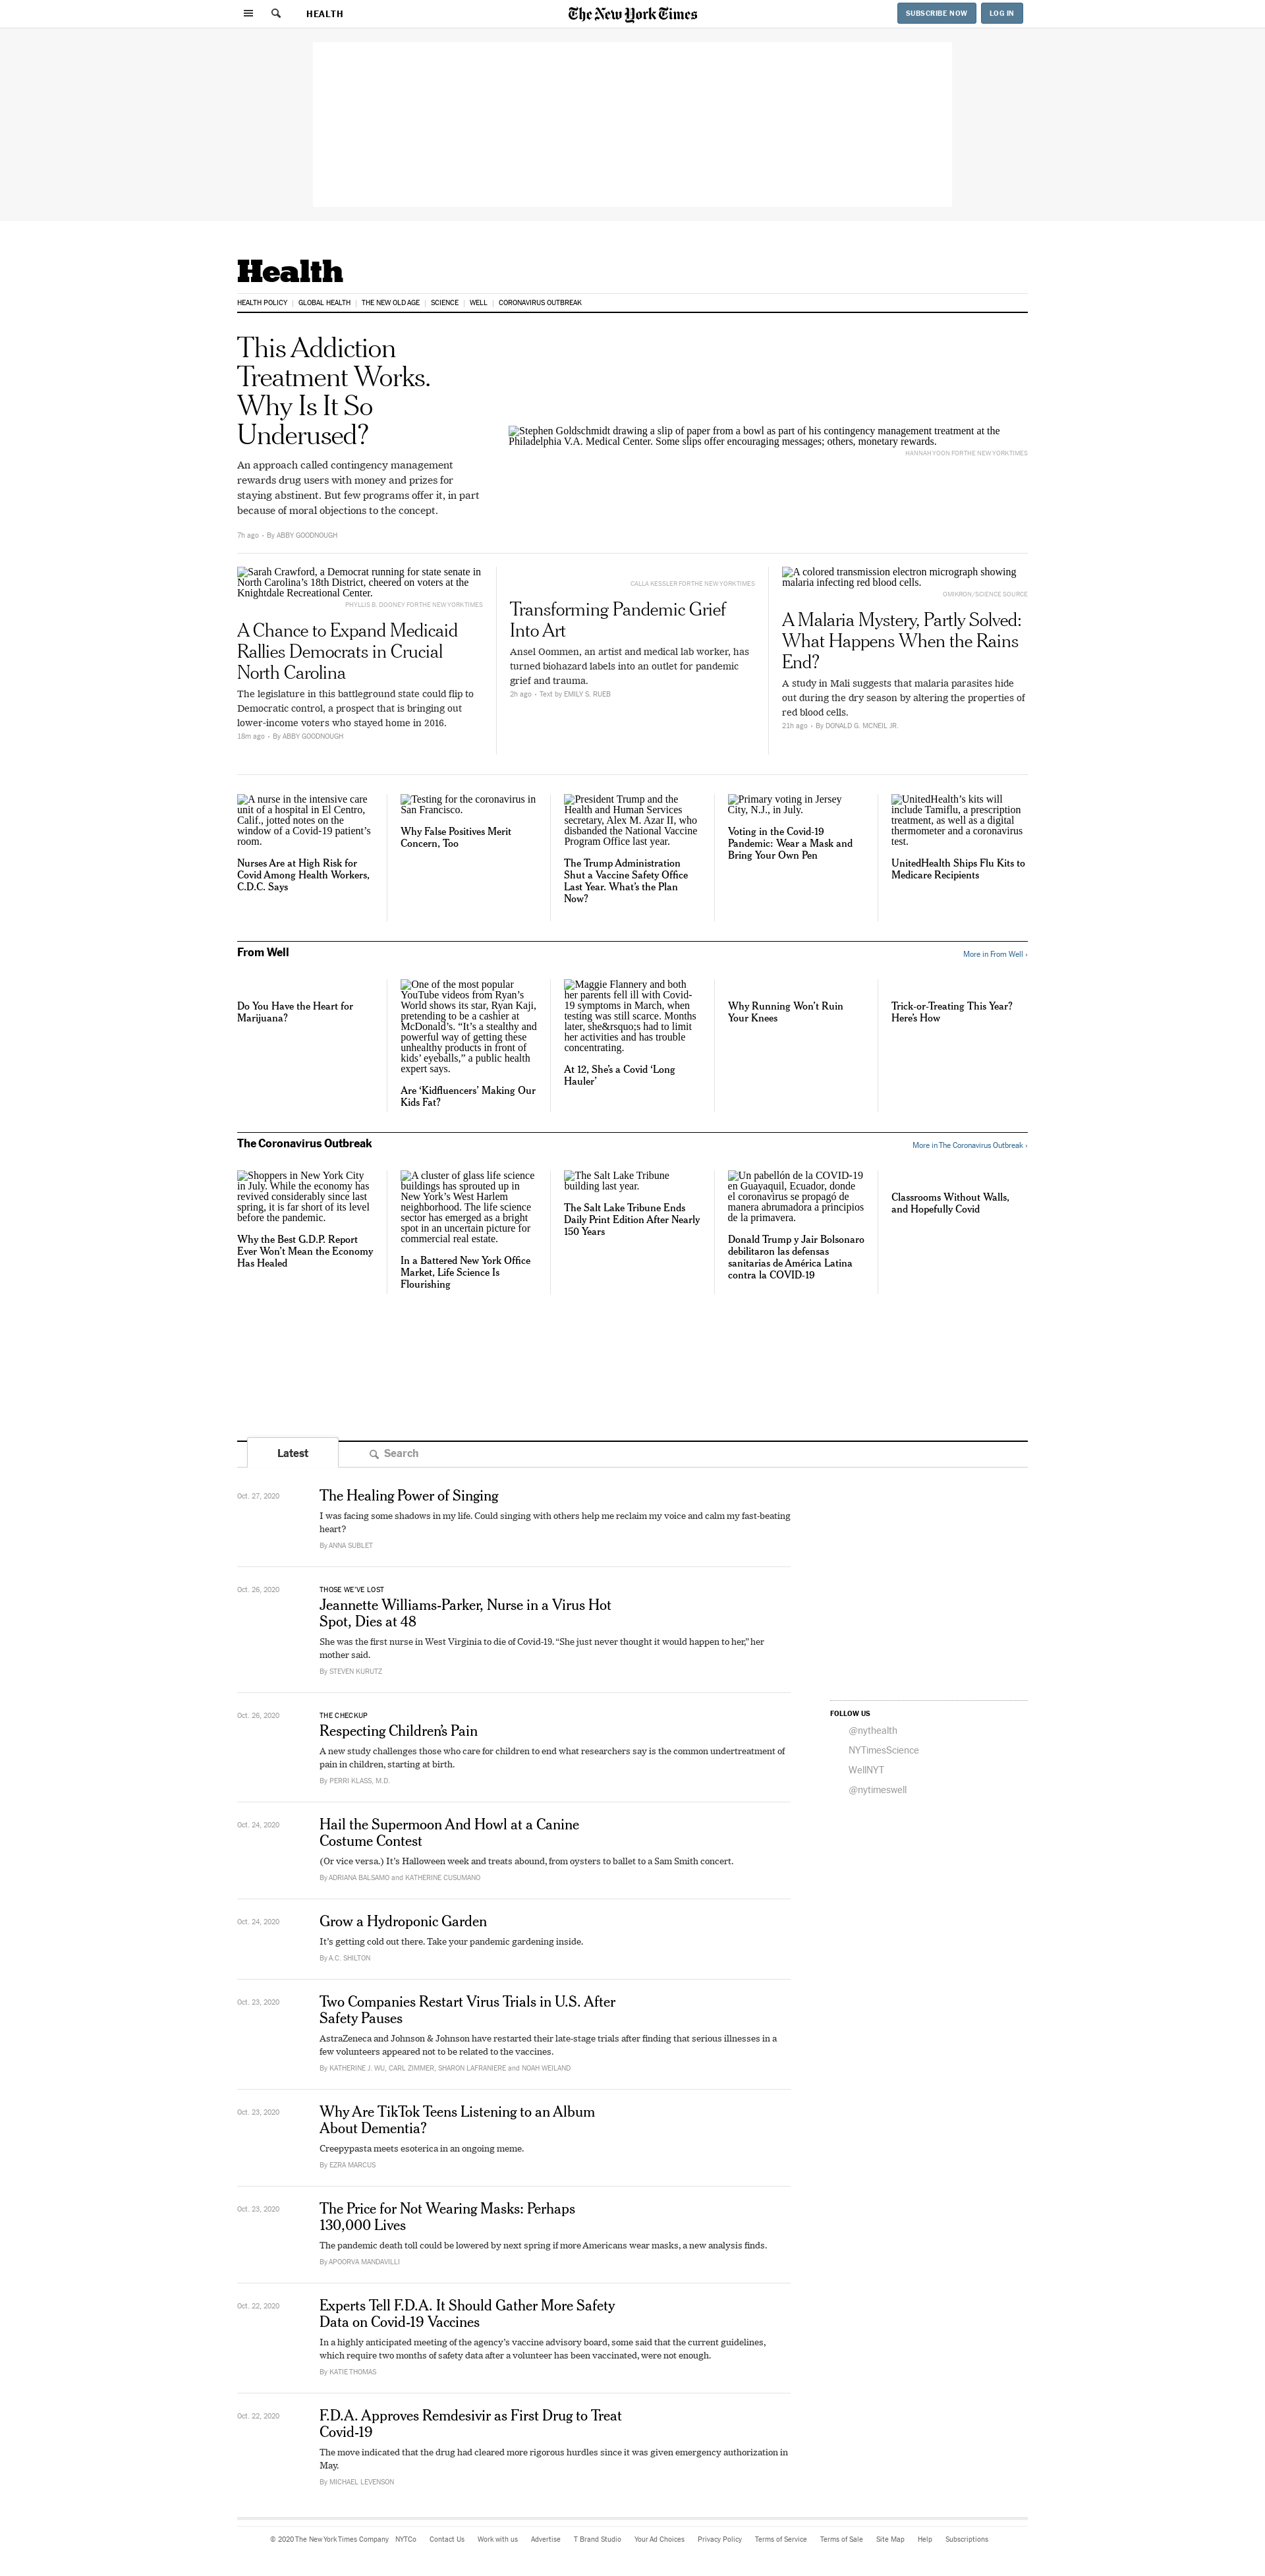 HEALTH
The New York Times
SUBSCRIBE NOW
LOG IN
Health
HEALTH POLICY | GLOBAL HEALTH | THE NEW OLD AGE | SCIENCE | WELL | CORONAVIRUS OUTBREAK
This Addiction
Treatment Works.
Why Is It So
Underused?
An approach called contingency management
rewards drug users with money and prizes for
staying abstinent. But few programs offer it, in part
because of moral objections to the concept.
7h ago - By ABBY GOODNOUGH
Stephen Goldschmidt drawing a slip of paper from a bowl as part of his contingency management treatment at the
Philadelphia V.A. Medical Center. Some slips offer encouraging messages; others, monetary rewards.
HANNAH YOON FOR THE NEW YORK TIMES
Sarah Crawford, a Democrat running for state senate in
North Carolina’s 18th District, cheered on voters at the
Knightdale Recreational Center.
PHYLLIS B. DOONEY FOR THE NEW YORK TIMES
A Chance to Expand Medicaid
Rallies Democrats in Crucial
North Carolina
The legislature in this battleground state could flip to
Democratic control, a prospect that is bringing out
lower-income voters who stayed home in 2016.
18m ago - By ABBY GOODNOUGH
CALLA KESSLER FOR THE NEW YORK TIMES
Transforming Pandemic Grief
Into Art
Ansel Oommen, an artist and medical lab worker, has
turned biohazard labels into an outlet for pandemic
grief and trauma.
2h ago - Text by EMILY S. RUEB
A colored transmission electron micrograph showing
malaria infecting red blood cells.
OMIKRON/SCIENCE SOURCE
A Malaria Mystery, Partly Solved:
What Happens When the Rains
End?
A study in Mali suggests that malaria parasites hide
out during the dry season by altering the properties of
red blood cells.
21h ago - By DONALD G. MCNEIL JR.
A nurse in the intensive care
unit of a hospital in El Centro,
Calif., jotted notes on the
window of a Covid-19 patient’s
room.
Nurses Are at High Risk for
Covid Among Health Workers,
C.D.C. Says
Testing for the coronavirus in
San Francisco.
Why False Positives Merit
Concern, Too
President Trump and the
Health and Human Services
secretary, Alex M. Azar II, who
disbanded the National Vaccine
Program Office last year.
The Trump Administration
Shut a Vaccine Safety Office
Last Year. What’s the Plan
Now?
Primary voting in Jersey
City, N.J., in July.
Voting in the Covid-19
Pandemic: Wear a Mask and
Bring Your Own Pen
UnitedHealth’s kits will
include Tamiflu, a prescription
treatment, as well as a digital
thermometer and a coronavirus
test.
UnitedHealth Ships Flu Kits to
Medicare Recipients
From Well
More in From Well ›
Do You Have the Heart for
Marijuana?
One of the most popular
YouTube videos from Ryan’s
World shows its star, Ryan Kaji,
pretending to be a cashier at
McDonald’s. “It’s a stealthy and
powerful way of getting these
unhealthy products in front of
kids’ eyeballs,” a public health
expert says.
Are ‘Kidfluencers’ Making Our
Kids Fat?
Maggie Flannery and both
her parents fell ill with Covid-
19 symptoms in March, when
testing was still scarce. Months
later, she&rsquo;s had to limit
her activities and has trouble
concentrating.
At 12, She’s a Covid ‘Long
Hauler’
Why Running Won’t Ruin
Your Knees
Trick-or-Treating This Year?
Here’s How
The Coronavirus Outbreak
More in The Coronavirus Outbreak ›
Shoppers in New York City
in July. While the economy has
revived considerably since last
spring, it is far short of its level
before the pandemic.
Why the Best G.D.P. Report
Ever Won’t Mean the Economy
Has Healed
A cluster of glass life science
buildings has sprouted up in
New York’s West Harlem
neighborhood. The life science
sector has emerged as a bright
spot in an uncertain picture for
commercial real estate.
In a Battered New York Office
Market, Life Science Is
Flourishing
The Salt Lake Tribune
building last year.
The Salt Lake Tribune Ends
Daily Print Edition After Nearly
150 Years
Un pabellón de la COVID-19
en Guayaquil, Ecuador, donde
el coronavirus se propagó de
manera abrumadora a principios
de la primavera.
Donald Trump y Jair Bolsonaro
debilitaron las defensas
sanitarias de América Latina
contra la COVID-19
Classrooms Without Walls,
and Hopefully Covid
Latest
Search
Oct. 27, 2020
The Healing Power of Singing
I was facing some shadows in my life. Could singing with others help me reclaim my voice and calm my fast-beating
heart?
By ANNA SUBLET
Oct. 26, 2020
THOSE WE’VE LOST
Jeannette Williams-Parker, Nurse in a Virus Hot
Spot, Dies at 48
She was the first nurse in West Virginia to die of Covid-19. “She just never thought it would happen to her,” her
mother said.
By STEVEN KURUTZ
Oct. 26, 2020
THE CHECKUP
Respecting Children’s Pain
A new study challenges those who care for children to end what researchers say is the common undertreatment of
pain in children, starting at birth.
By PERRI KLASS, M.D.
Oct. 24, 2020
Hail the Supermoon And Howl at a Canine
Costume Contest
(Or vice versa.) It’s Halloween week and treats abound, from oysters to ballet to a Sam Smith concert.
By ADRIANA BALSAMO and KATHERINE CUSUMANO
Oct. 24, 2020
Grow a Hydroponic Garden
It’s getting cold out there. Take your pandemic gardening inside.
By A.C. SHILTON
Oct. 23, 2020
Two Companies Restart Virus Trials in U.S. After
Safety Pauses
AstraZeneca and Johnson & Johnson have restarted their late-stage trials after finding that serious illnesses in a
few volunteers appeared not to be related to the vaccines.
By KATHERINE J. WU, CARL ZIMMER, SHARON LAFRANIERE and NOAH WEILAND
Oct. 23, 2020
Why Are TikTok Teens Listening to an Album
About Dementia?
Creepypasta meets esoterica in an ongoing meme.
By EZRA MARCUS
Oct. 23, 2020
The Price for Not Wearing Masks: Perhaps
130,000 Lives
The pandemic death toll could be lowered by next spring if more Americans wear masks, a new analysis finds.
By APOORVA MANDAVILLI
Oct. 22, 2020
Experts Tell F.D.A. It Should Gather More Safety
Data on Covid-19 Vaccines
In a highly anticipated meeting of the agency’s vaccine advisory board, some said that the current guidelines,
which require two months of safety data after a volunteer has been vaccinated, were not enough.
By KATIE THOMAS
Oct. 22, 2020
F.D.A. Approves Remdesivir as First Drug to Treat
Covid-19
The move indicated that the drug had cleared more rigorous hurdles since it was given emergency authorization in
May.
By MICHAEL LEVENSON
FOLLOW US
@nythealth
NYTimesScience
WellNYT
@nytimeswell
© 2020 The New York Times Company NYTCo Contact Us Work with us Advertise T Brand Studio Your Ad Choices Privacy Policy Terms of Service Terms of Sale Site Map Help Subscriptions